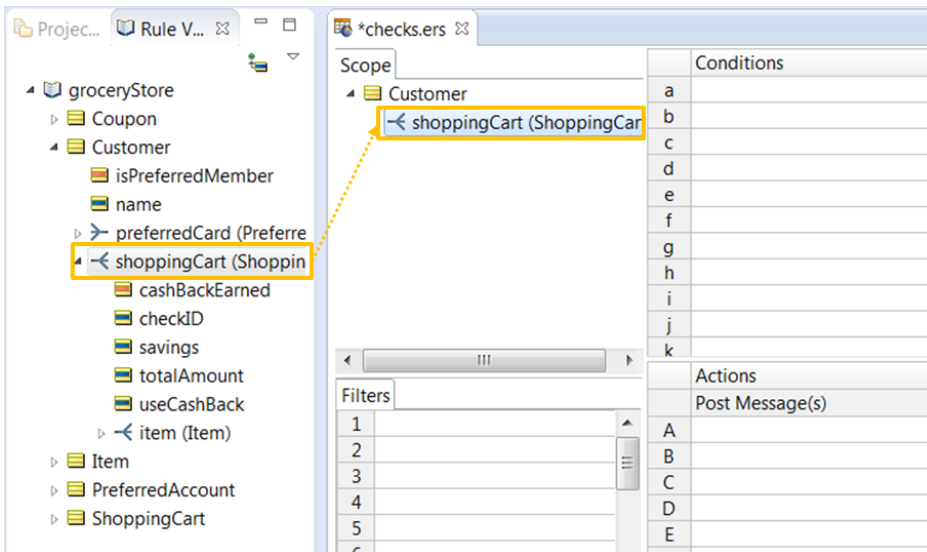 Projec...
Rule V...
groceryStore
Coupon
Customer
isPreferredMember
name
preferredCard (Preferre
shoppingCart (Shoppin
cashBackEarned
checkID
savings
totalAmount
useCashBack
item (Item)
Item
PreferredAccount
ShoppingCart
*checks.ers
Scope
Customer
shoppingCart (ShoppingCar
Filters
1
2
3
4
5
Conditions
a
b
c
d
e
f
g
h
i
j
k
Actions
Post Message(s)
A
B
C
D
E